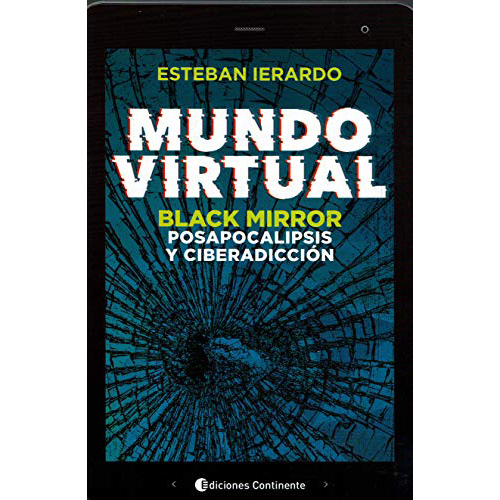 ESTEBAN IERARDO
MUNDO
VIRTUAL
BLACK MIRROR
POSAPOCALIPSIS
Y CIBERADICCIÓN
Ediciones Continente